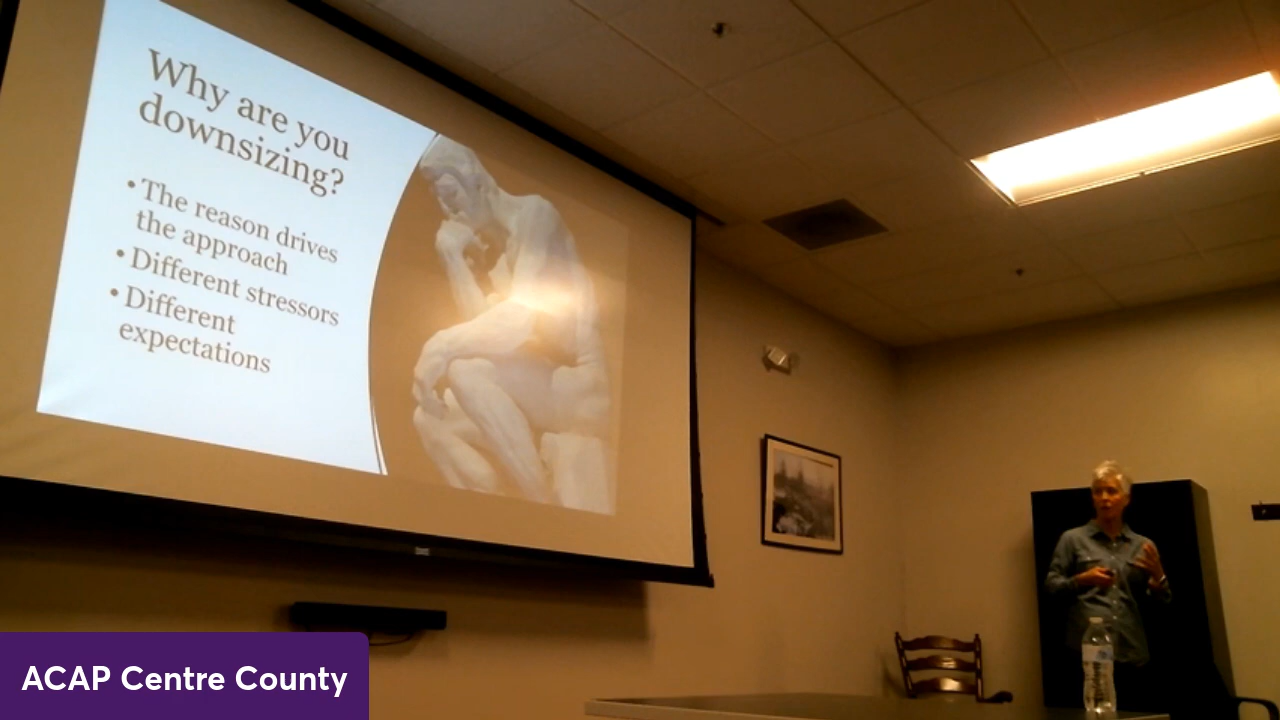 Why are you
downsizing?
• The reason drives
the approach
• Different stressors
• Different
expectations
ACAP Centre County